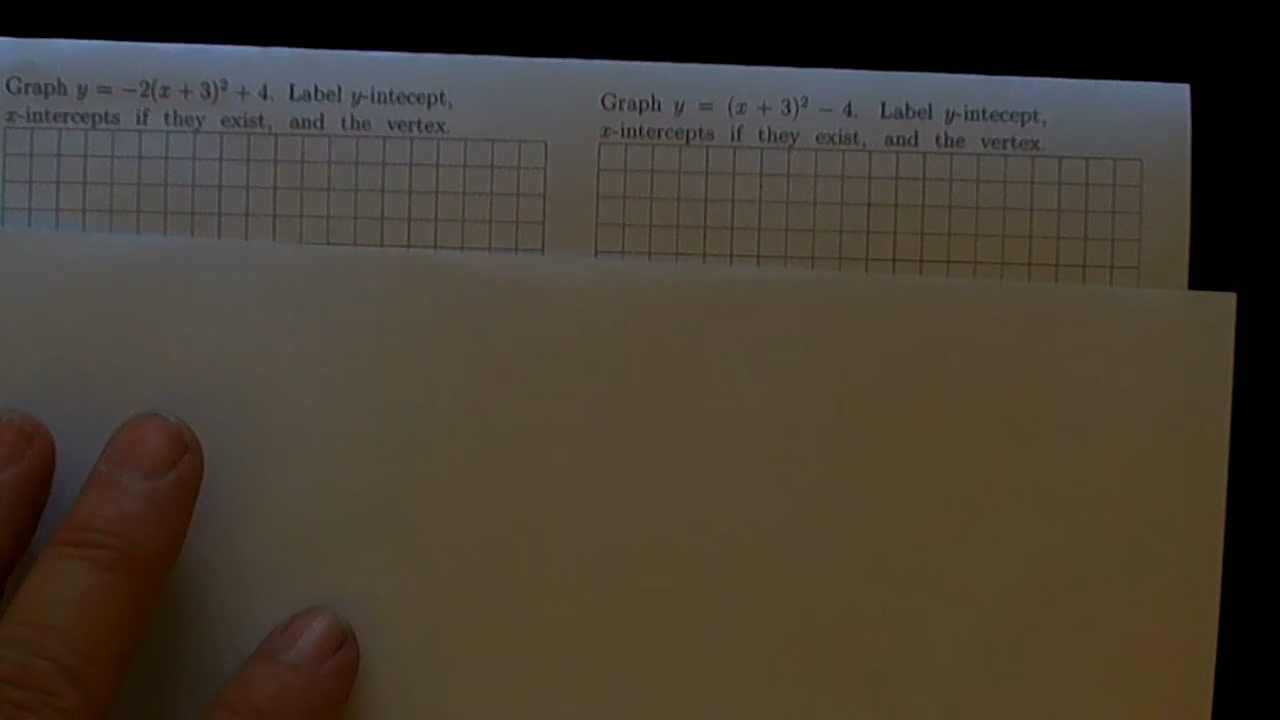 Graph y = −2(x + 3)² + 4. Label y-intecept,
x-intercepts if they exist, and the vertex.
Graph y = (x + 3)² − 4. Label y-intecept,
x-intercepts if they exist, and the vertex.